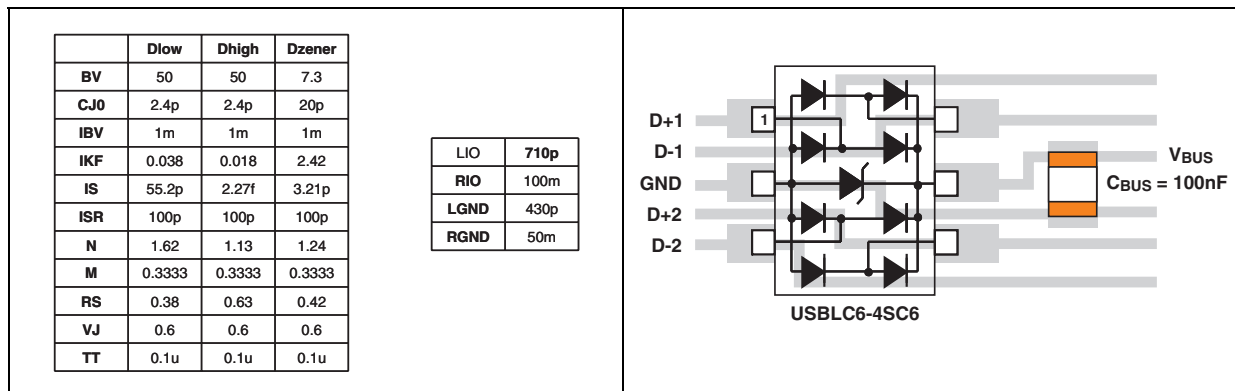 Dlow Dhigh Dzener
BV 50 50 7.3
CJ0 2.4p 2.4p 20p
IBV 1m 1m 1m
IKF 0.038 0.018 2.42
IS 55.2p 2.27f 3.21p
ISR 100p 100p 100p
N 1.62 1.13 1.24
M 0.3333 0.3333 0.3333
RS 0.38 0.63 0.42
VJ 0.6 0.6 0.6
TT 0.1u 0.1u 0.1u
LIO 710p
RIO 100m
LGND 430p
RGND 50m
D+1
1
D-1
GND
D+2
D-2
VBUS
CBUS = 100nF
USBLC6-4SC6